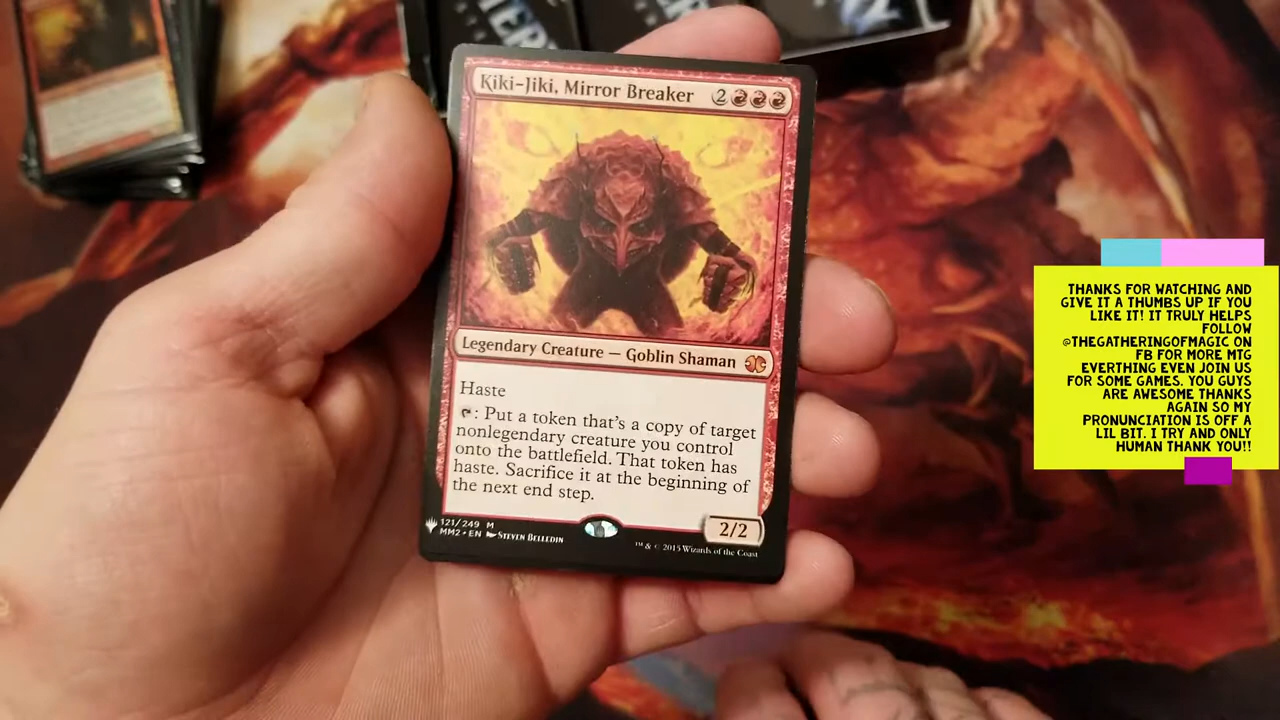 Kiki-Jiki, Mirror Breaker 2
Legendary Creature — Goblin Shaman
Haste
: Put a token that's a copy of target
nonlegendary creature you control
onto the battlefield. That token has
haste. Sacrifice it at the beginning of
the next end step.
2/2
121/249 M
MM2 • EN Steven Belledin
™ & © 2015 Wizards of the Coast
THANKS FOR WATCHING AND
GIVE IT A THUMBS UP IF YOU
LIKE IT! IT TRULY HELPS
FOLLOW
@THEGATHERINGOFMAGIC ON
FB FOR MORE MTG
EVERTHING EVEN JOIN US
FOR SOME GAMES. YOU GUYS
ARE AWESOME THANKS
AGAIN SO MY
PRONUNCIATION IS OFF A
LIL BIT. I TRY AND ONLY
HUMAN THANK YOU!!